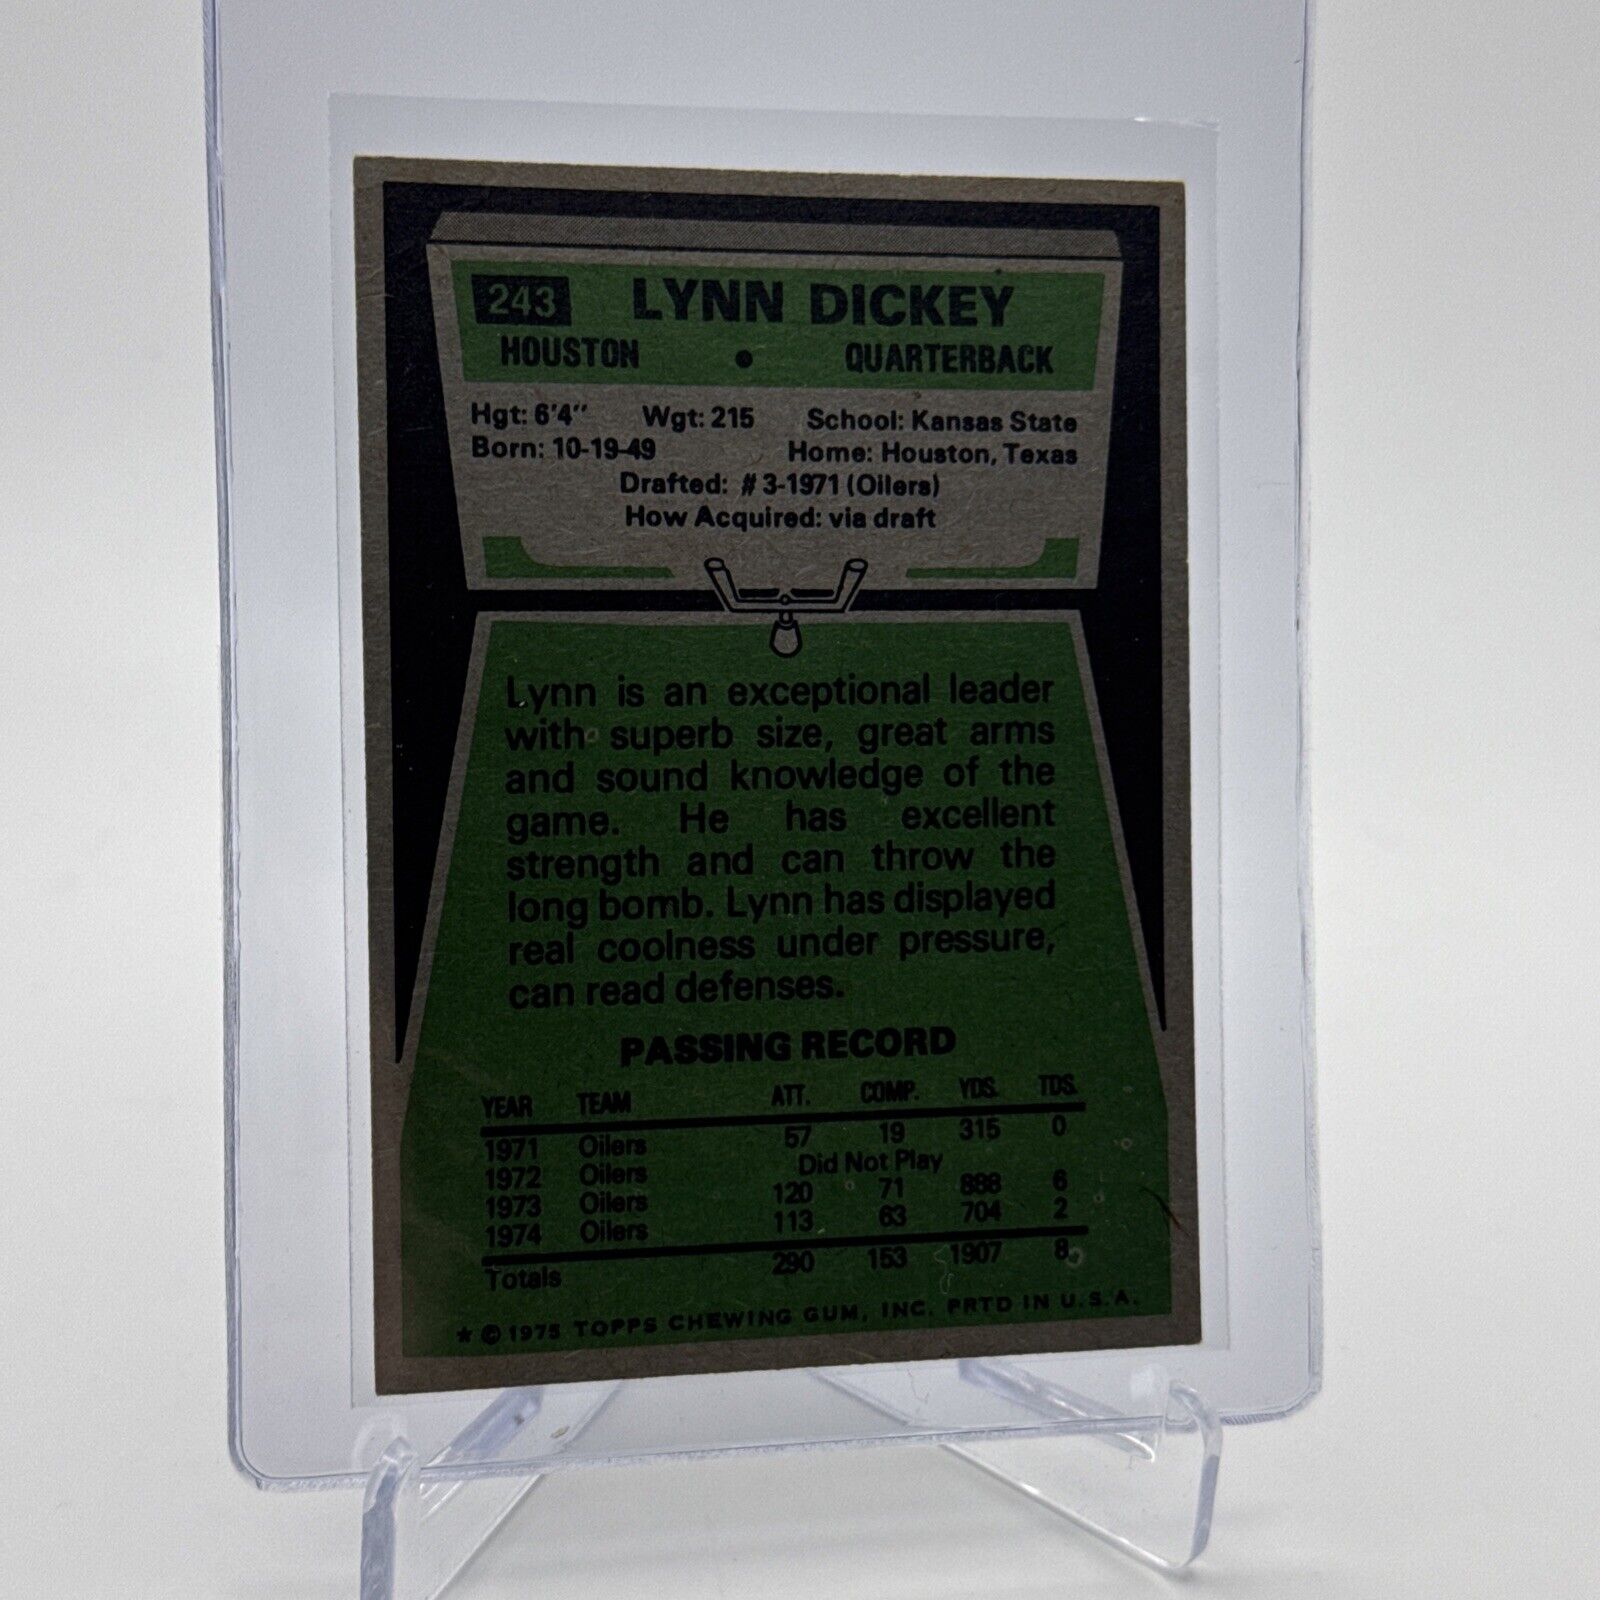 243 LYNN DICKEY
HOUSTON • QUARTERBACK
Hgt: 6'4" Wgt: 215 School: Kansas State
Born: 10-19-49 Home: Houston, Texas
Drafted: #3-1971 (Oilers)
How Acquired: via draft
Lynn is an exceptional leader
with superb size, great arms
and sound knowledge of the
game. He has excellent
strength and can throw the
long bomb. Lynn has displayed
real coolness under pressure,
can read defenses.
PASSING RECORD
YEAR TEAM ATT. COMP. YDS. TDS.
1971 Oilers 57 19 315 0
1972 Oilers Did Not Play
1973 Oilers 120 71 888 6
1974 Oilers 113 63 704 2
Totals 290 153 1907 8
★ © 1975 TOPPS CHEWING GUM, INC. PRTD IN U.S.A.